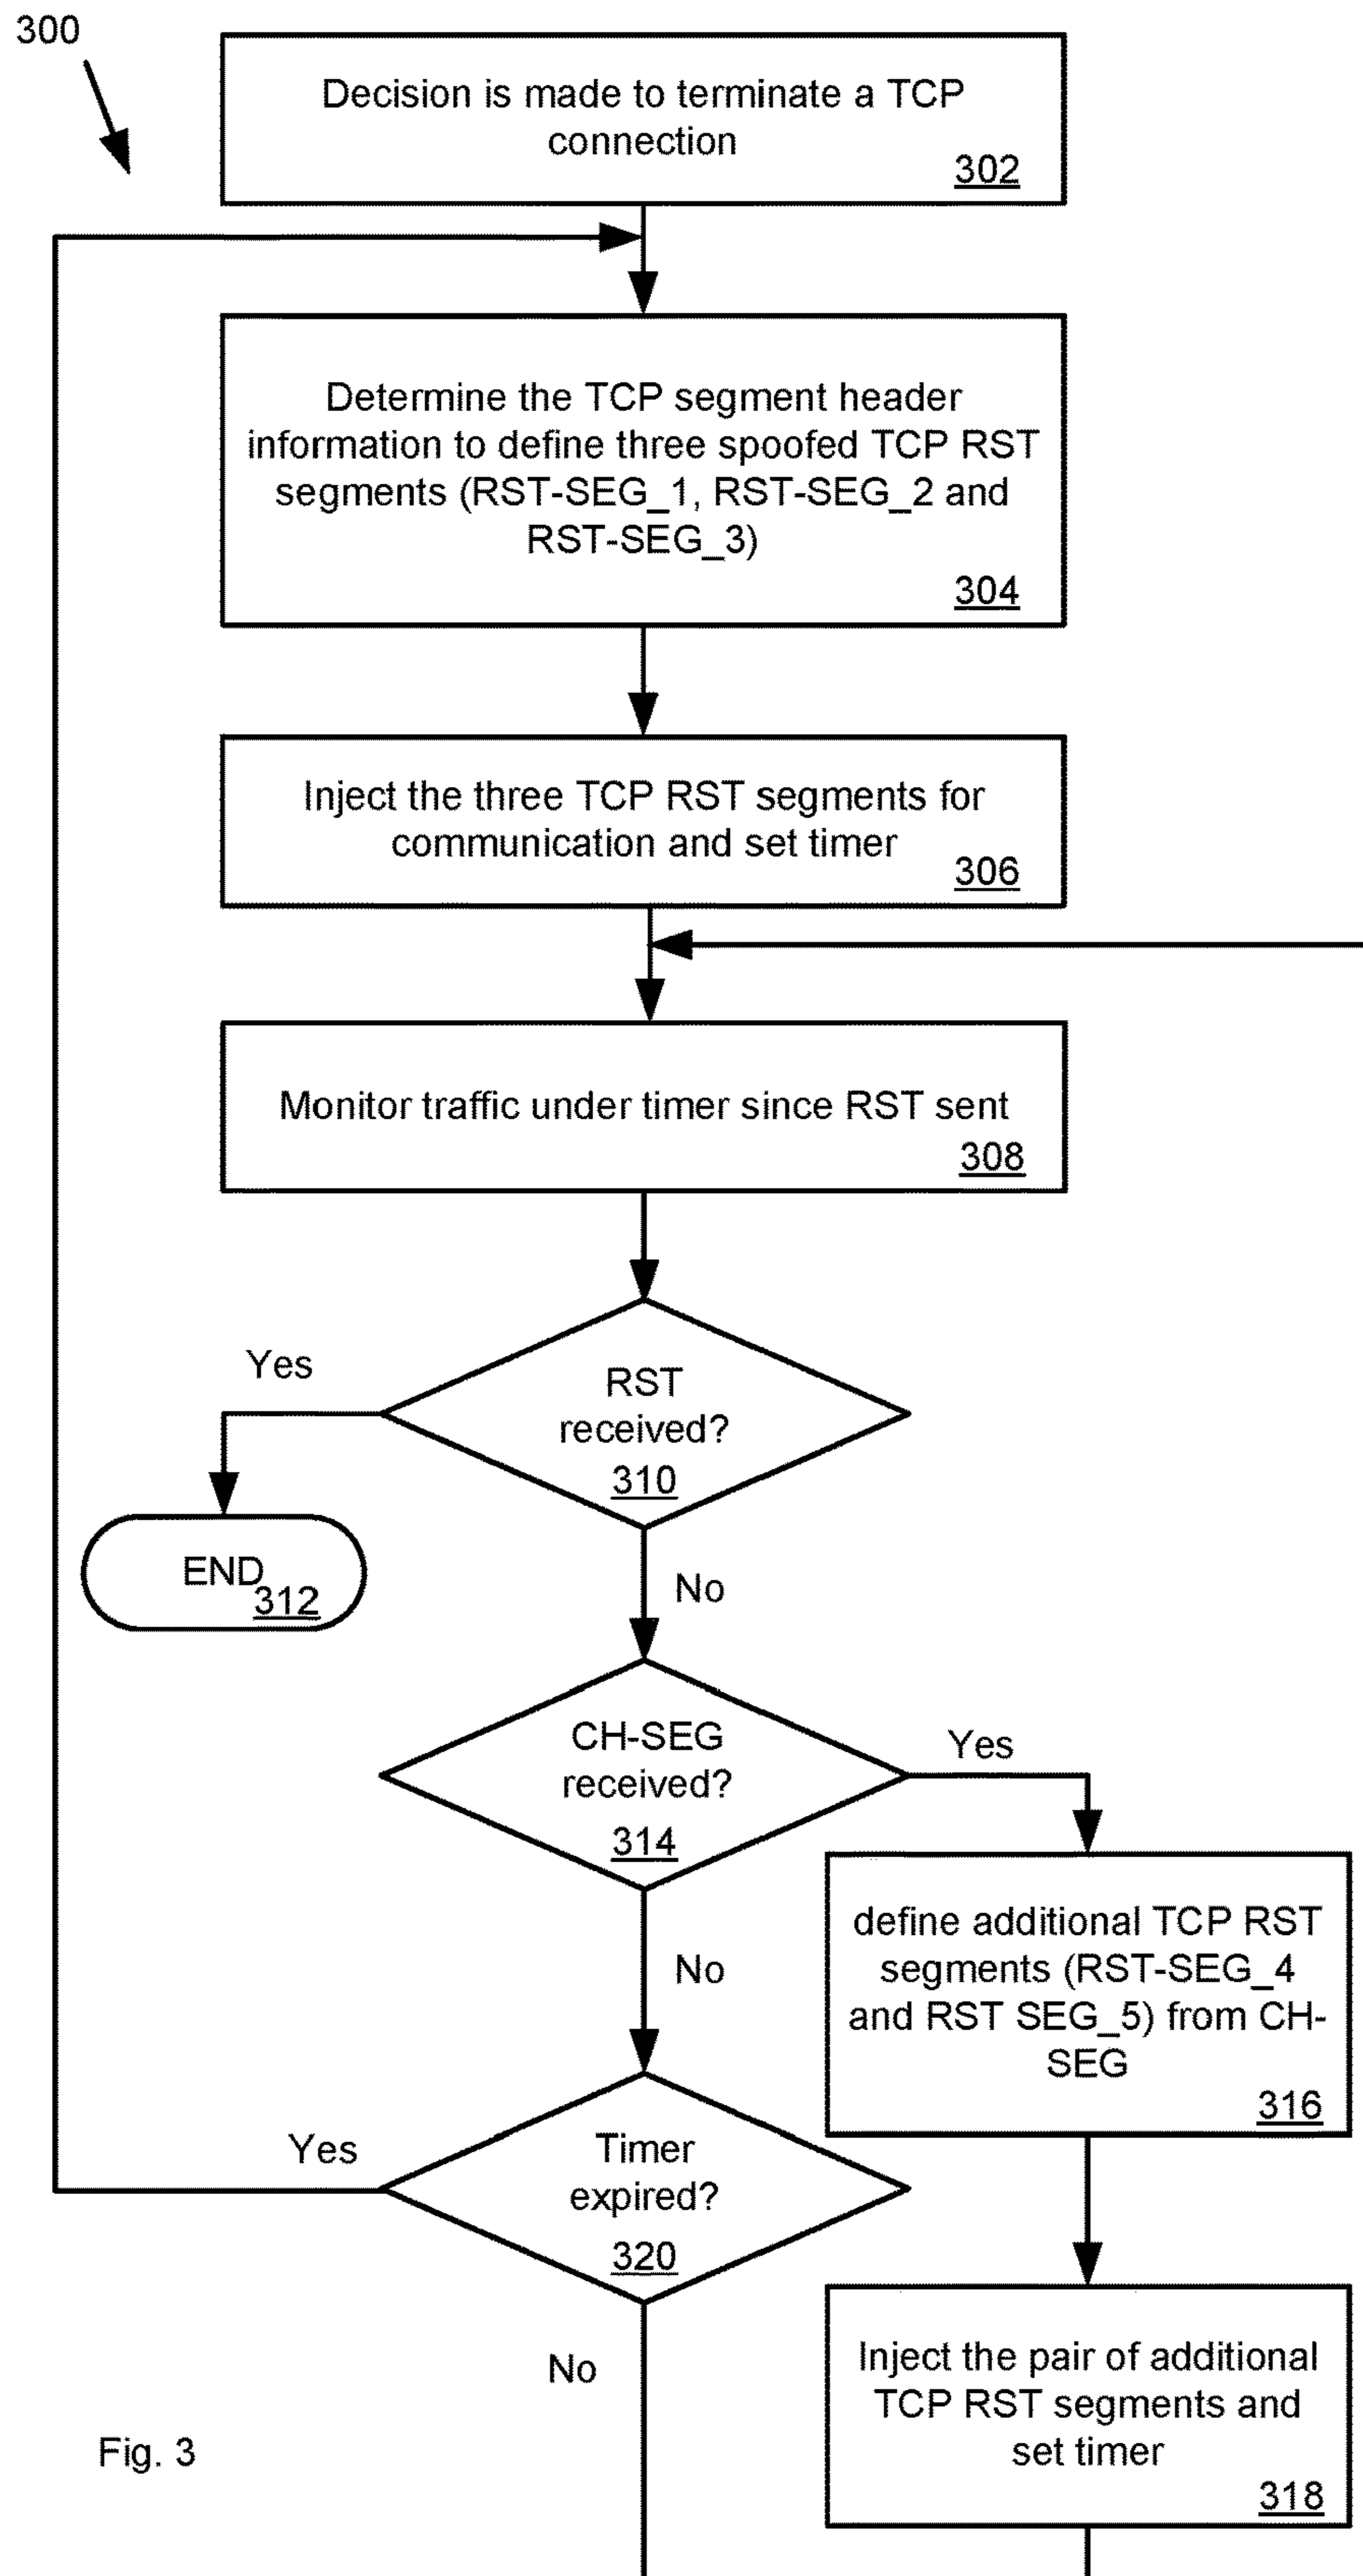 300
Decision is made to terminate a TCP
connection
302
Determine the TCP segment header
information to define three spoofed TCP RST
segments (RST-SEG_1, RST-SEG_2 and
RST-SEG_3)
304
Inject the three TCP RST segments for
communication and set timer
306
Monitor traffic under timer since RST sent
308
Yes
RST
received?
310
END
312
No
CH-SEG
received?
314
Yes
define additional TCP RST
segments (RST-SEG_4
and RST SEG_5) from CH-
SEG
316
No
Yes
Timer
expired?
320
No
Inject the pair of additional
TCP RST segments and
set timer
318
Fig. 3